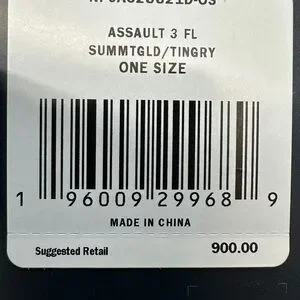 ASSAULT 3 FL
SUMMTGLD/TINGRY
ONE SIZE
1 96009 29968 9
MADE IN CHINA
Suggested Retail 900.00